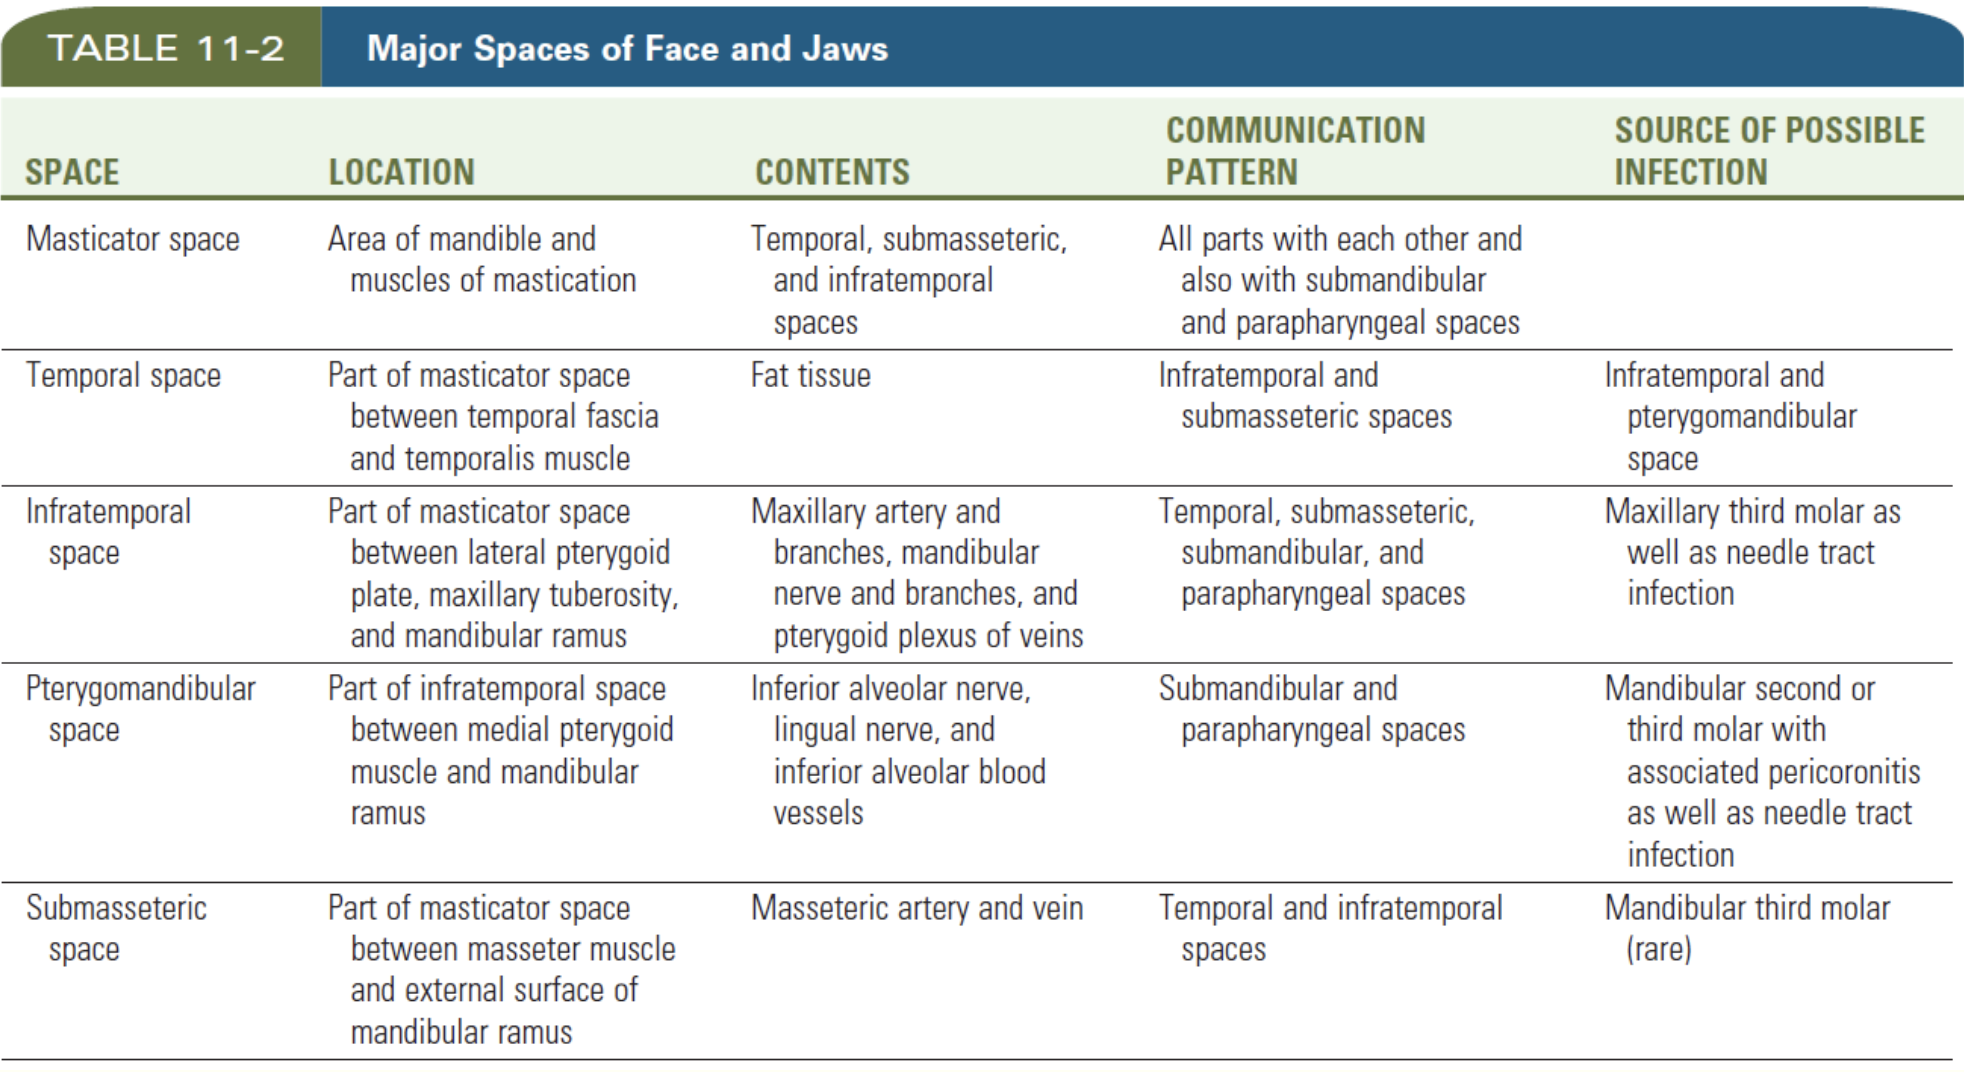 TABLE 11-2 Major Spaces of Face and Jaws
SPACE
LOCATION
CONTENTS
COMMUNICATION
PATTERN
SOURCE OF POSSIBLE
INFECTION
Masticator space
Area of mandible and
muscles of mastication
Temporal, submasseteric,
and infratemporal
spaces
All parts with each other and
also with submandibular
and parapharyngeal spaces
Temporal space
Part of masticator space
between temporal fascia
and temporalis muscle
Fat tissue
Infratemporal and
submasseteric spaces
Infratemporal and
pterygomandibular
space
Infratemporal
space
Part of masticator space
between lateral pterygoid
plate, maxillary tuberosity,
and mandibular ramus
Maxillary artery and
branches, mandibular
nerve and branches, and
pterygoid plexus of veins
Temporal, submasseteric,
submandibular, and
parapharyngeal spaces
Maxillary third molar as
well as needle tract
infection
Pterygomandibular
space
Part of infratemporal space
between medial pterygoid
muscle and mandibular
ramus
Inferior alveolar nerve,
lingual nerve, and
inferior alveolar blood
vessels
Submandibular and
parapharyngeal spaces
Mandibular second or
third molar with
associated pericoronitis
as well as needle tract
infection
Submasseteric
space
Part of masticator space
between masseter muscle
and external surface of
mandibular ramus
Masseteric artery and vein
Temporal and infratemporal
spaces
Mandibular third molar
(rare)